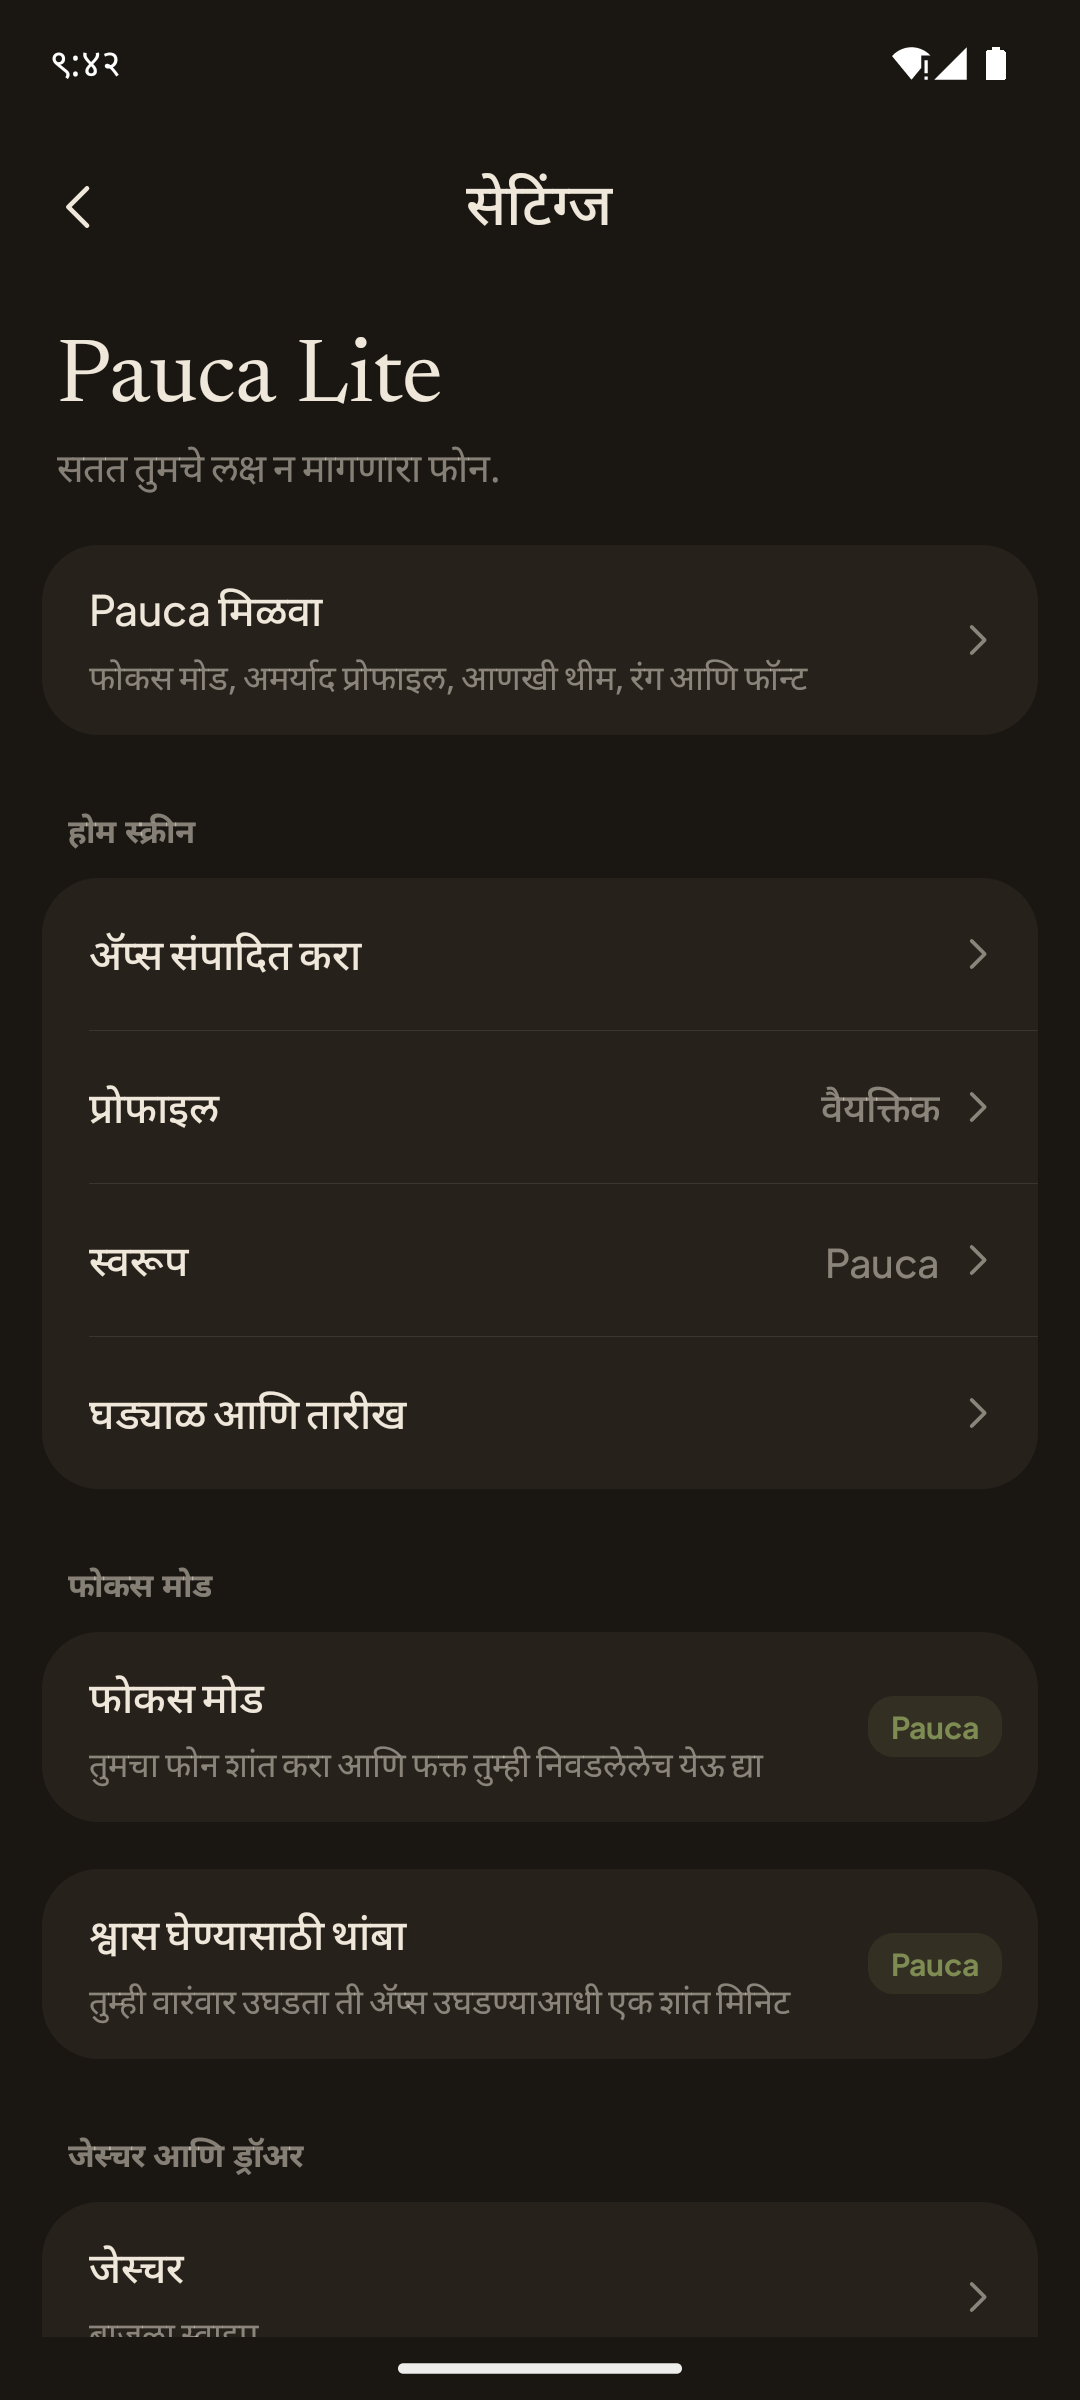 ९:४२
सेटिंग्ज
Pauca Lite
सतत तुमचे लक्ष न मागणारा फोन.
Pauca मिळवा
फोकस मोड, अमर्याद प्रोफाइल, आणखी थीम, रंग आणि फॉन्ट
होम स्क्रीन
ॲप्स संपादित करा
प्रोफाइल
वैयक्तिक
स्वरूप
Pauca
घड्याळ आणि तारीख
फोकस मोड
फोकस मोड
Pauca
तुमचा फोन शांत करा आणि फक्त तुम्ही निवडलेलेच येऊ द्या
श्वास घेण्यासाठी थांबा
Pauca
तुम्ही वारंवार उघडता ती ॲप्स उघडण्याआधी एक शांत मिनिट
जेस्चर आणि ड्रॉअर
जेस्चर